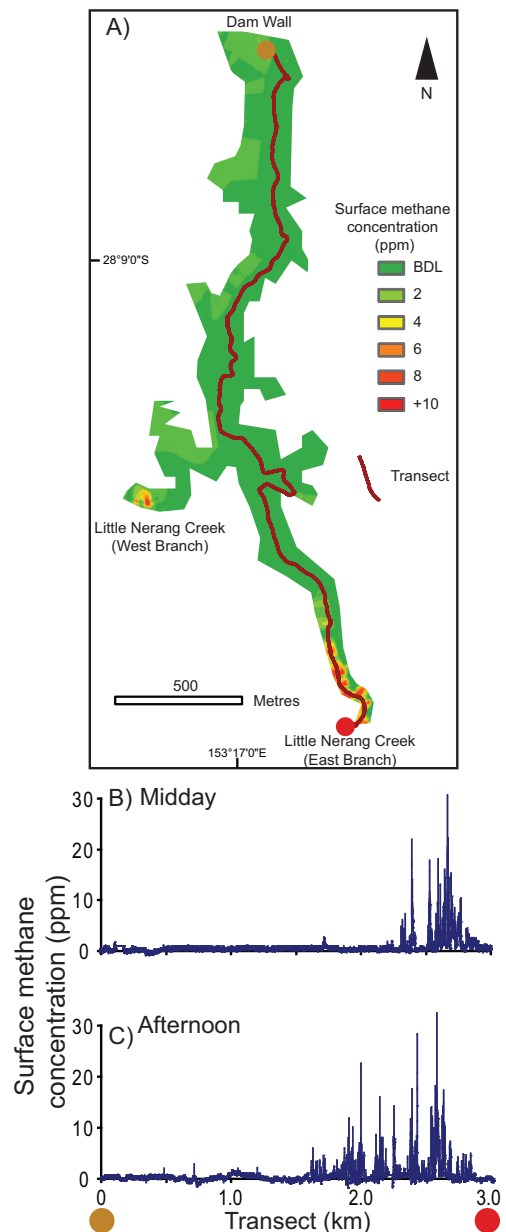 A)
Dam Wall
N
Surface methane
concentration
(ppm)
BDL
2
4
6
8
+10
28°9'0"S
Transect
Little Nerang Creek
(West Branch)
500
Metres
153°17'0"E
Little Nerang Creek
(East Branch)
B) Midday
30
20
10
0
Surface methane
concentration (ppm)
C) Afternoon
30
20
10
0
0 1.0 2.0 3.0
Transect (km)